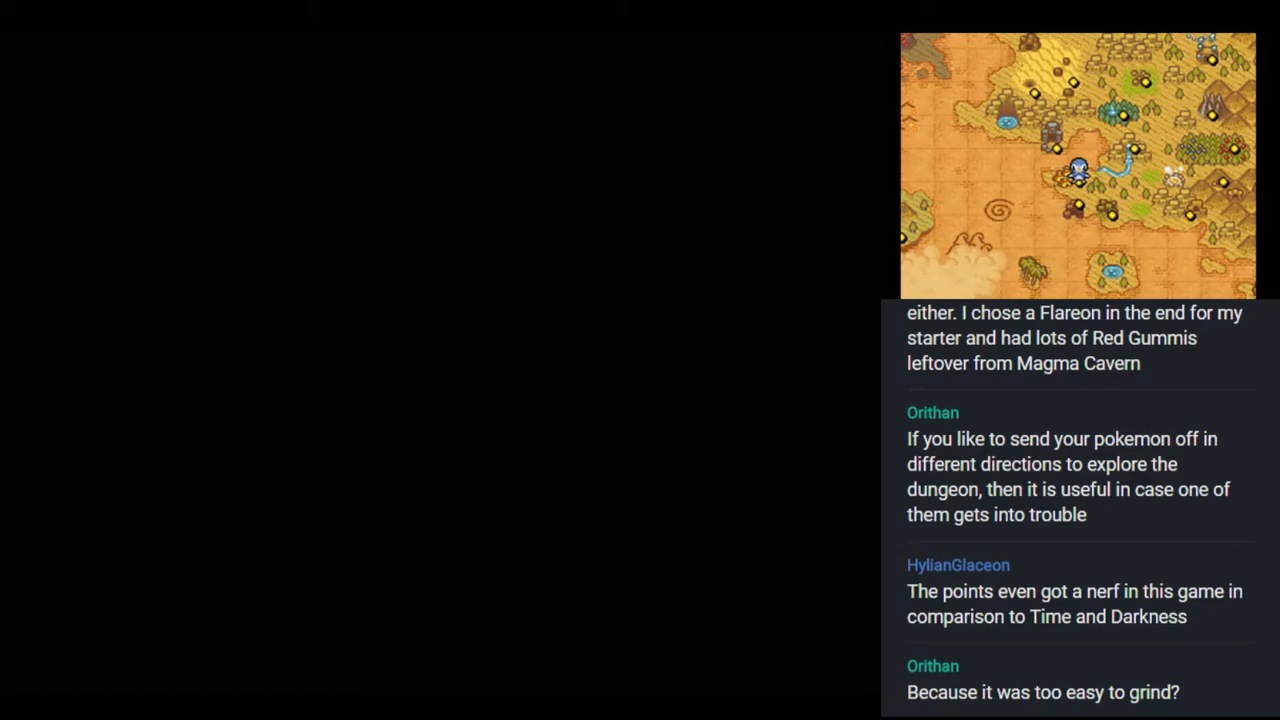 either. I chose a Flareon in the end for my
starter and had lots of Red Gummis
leftover from Magma Cavern
Orithan
If you like to send your pokemon off in
different directions to explore the
dungeon, then it is useful in case one of
them gets into trouble
HylianGlaceon
The points even got a nerf in this game in
comparison to Time and Darkness
Orithan
Because it was too easy to grind?